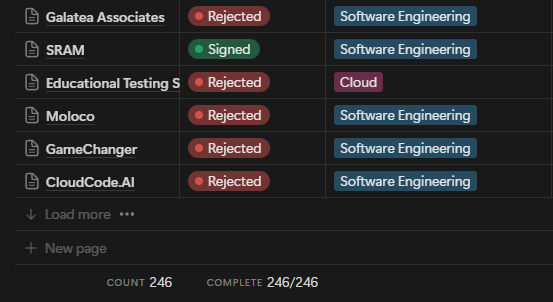 Galatea Associates Rejected Software Engineering
SRAM Signed Software Engineering
Educational Testing S Rejected Cloud
Moloco Rejected Software Engineering
GameChanger Rejected Software Engineering
CloudCode.AI Rejected Software Engineering
Load more •••
New page
COUNT 246 COMPLETE 246/246